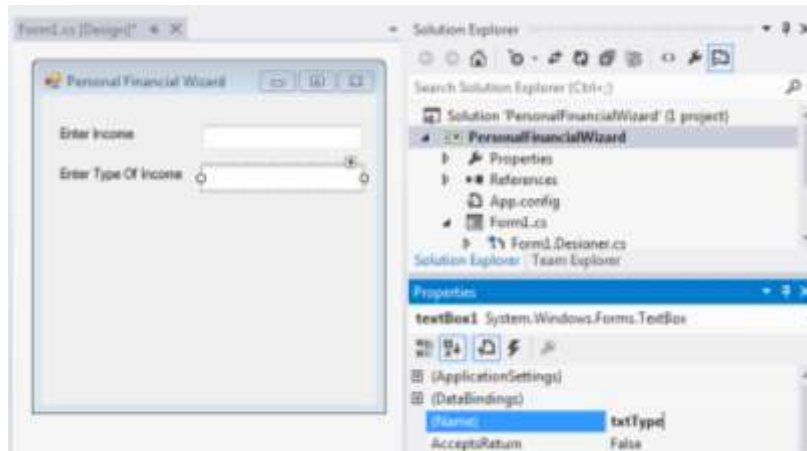 Form1.cs [Design]*
Personal Financial Wizard
Enter Income
Enter Type Of Income
Solution Explorer
Search Solution Explorer (Ctrl+;)
Solution 'PersonalFinancialWizard' (1 project)
PersonalFinancialWizard
Properties
References
App.config
Form1.cs
Form1.Designer.cs
Solution Explorer Team Explorer
Properties
textBox1 System.Windows.Forms.TextBox
(ApplicationSettings)
(DataBindings)
(Name) txtType
AcceptsReturn False